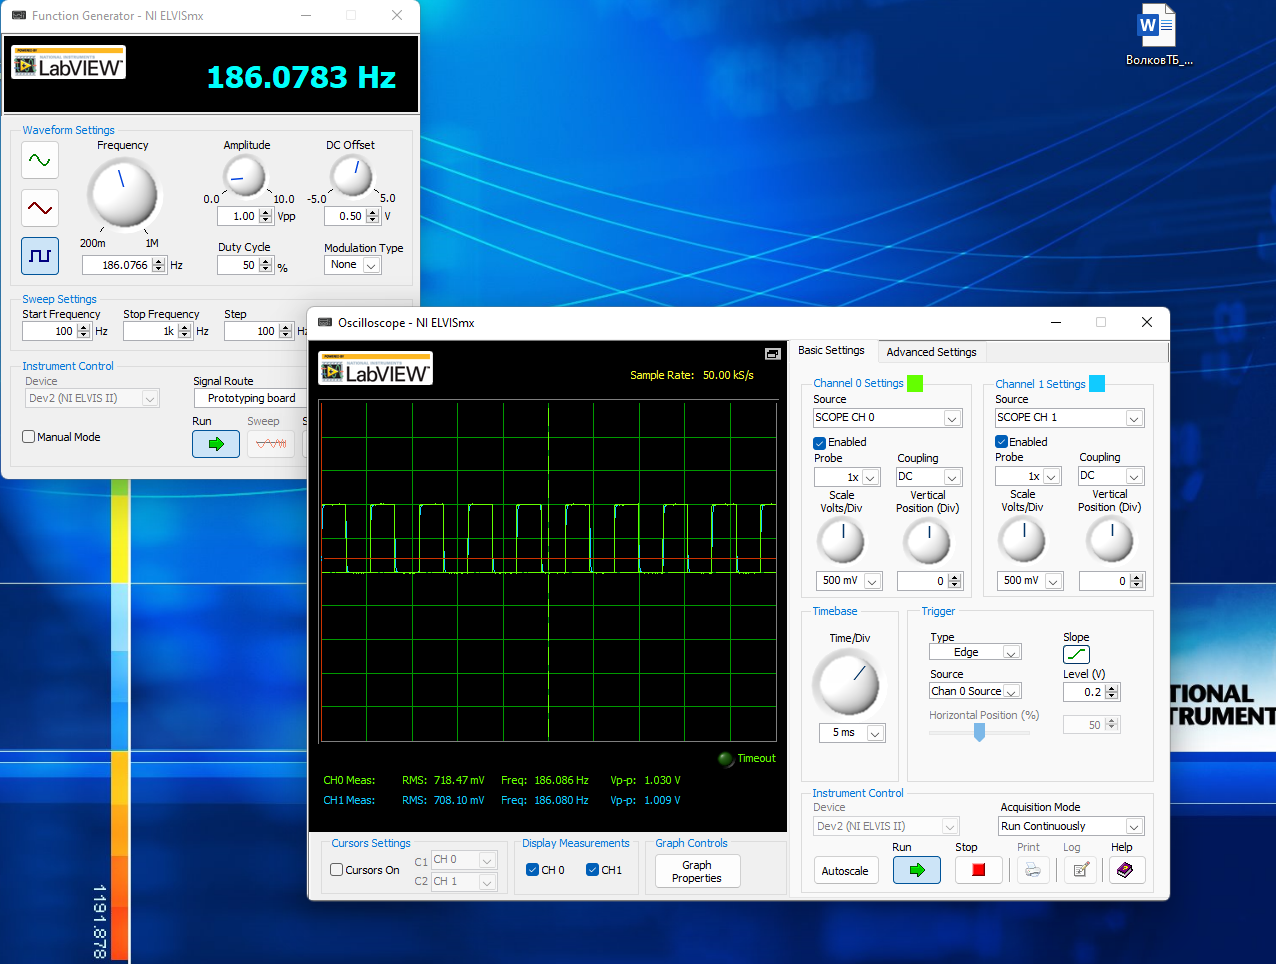 Function Generator - NI ELVISmx
POWERED BY
NATIONAL INSTRUMENTS
LabVIEW™
186.0783 Hz
Waveform Settings
Frequency
Amplitude
DC Offset
0.0
10.0
-5.0
5.0
200m
1M
1.00
Vpp
0.50
V
186.0766
Hz
Duty Cycle
50
%
Modulation Type
None
Sweep Settings
Start Frequency
Stop Frequency
Step
100
Hz
1k
Hz
100
Instrument Control
Device
Dev2 (NI ELVIS II)
Signal Route
Prototyping board
Manual Mode
Run
Sweep
ВолковТБ_...
Oscilloscope - NI ELVISmx
POWERED BY
NATIONAL INSTRUMENTS
LabVIEW™
Sample Rate: 50.00 kS/s
Timeout
CH0 Meas: RMS: 718.47 mV Freq: 186.086 Hz Vp-p: 1.030 V
CH1 Meas: RMS: 708.10 mV Freq: 186.080 Hz Vp-p: 1.009 V
Cursors Settings
Cursors On
C1
CH 0
C2
CH 1
Display Measurements
CH 0
CH1
Graph Controls
Graph
Properties
Basic Settings
Advanced Settings
Channel 0 Settings
Source
SCOPE CH 0
Enabled
Probe
Coupling
1x
DC
Scale
Volts/Div
Vertical
Position (Div)
500 mV
0
Channel 1 Settings
Source
SCOPE CH 1
Enabled
Probe
Coupling
1x
DC
Scale
Volts/Div
Vertical
Position (Div)
500 mV
0
Timebase
Time/Div
5 ms
Trigger
Type
Edge
Slope
Source
Chan 0 Source
Level (V)
0.2
Horizontal Position (%)
50
Instrument Control
Device
Dev2 (NI ELVIS II)
Acquisition Mode
Run Continuously
Autoscale
Run
Stop
Print
Log
Help
TIONAL
TRUMENT
1191.878